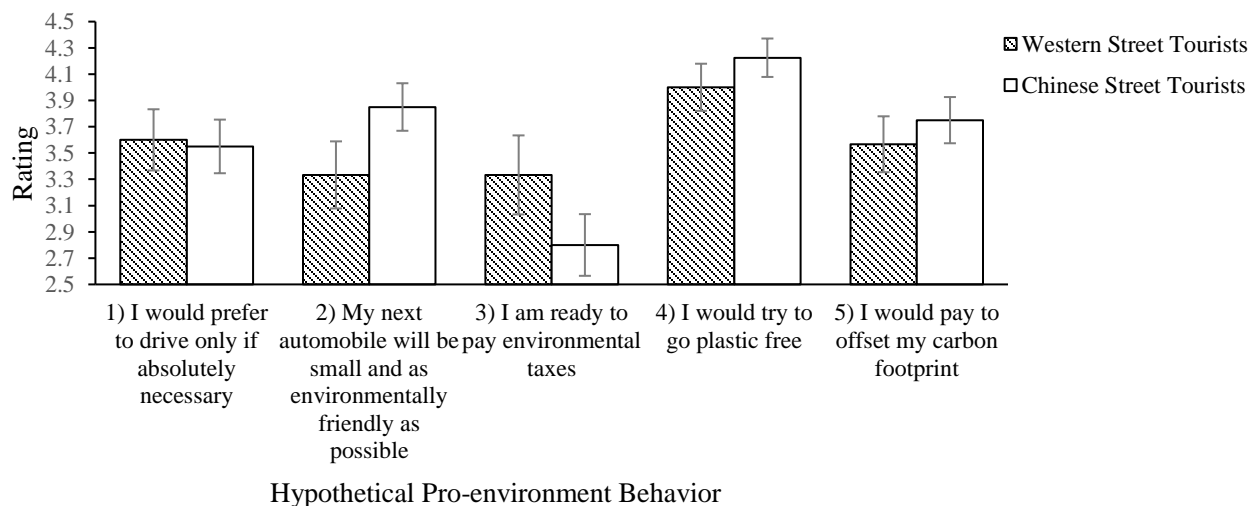 4.5
4.3
4.1
3.9
3.7
3.5
3.3
3.1
2.9
2.7
2.5
Rating
Western Street Tourists
Chinese Street Tourists
1) I would prefer
to drive only if
absolutely
necessary
2) My next
automobile will be
small and as
environmentally
friendly as
possible
3) I am ready to
pay environmental
taxes
4) I would try to
go plastic free
5) I would pay to
offset my carbon
footprint
Hypothetical Pro-environment Behavior